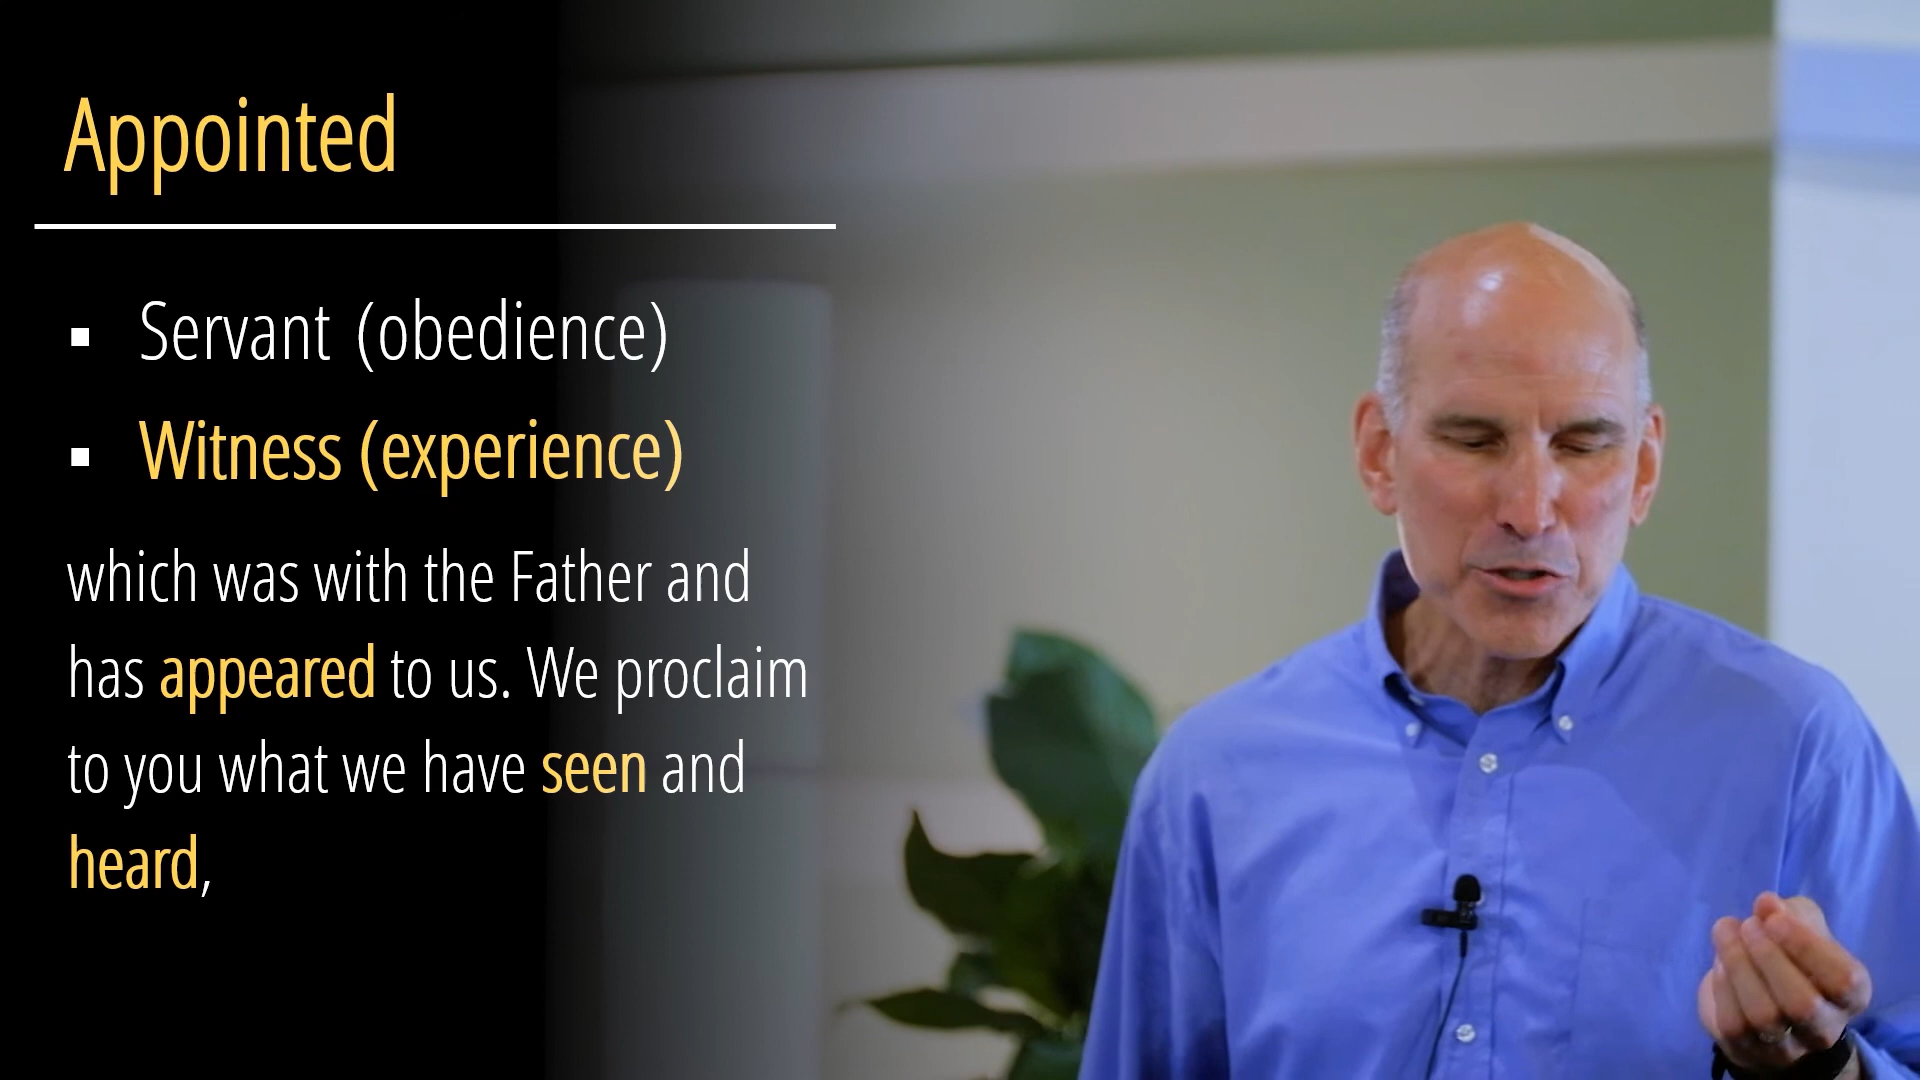 Appointed
▪ Servant (obedience)
▪ Witness (experience)
which was with the Father and
has appeared to us. We proclaim
to you what we have seen and
heard,